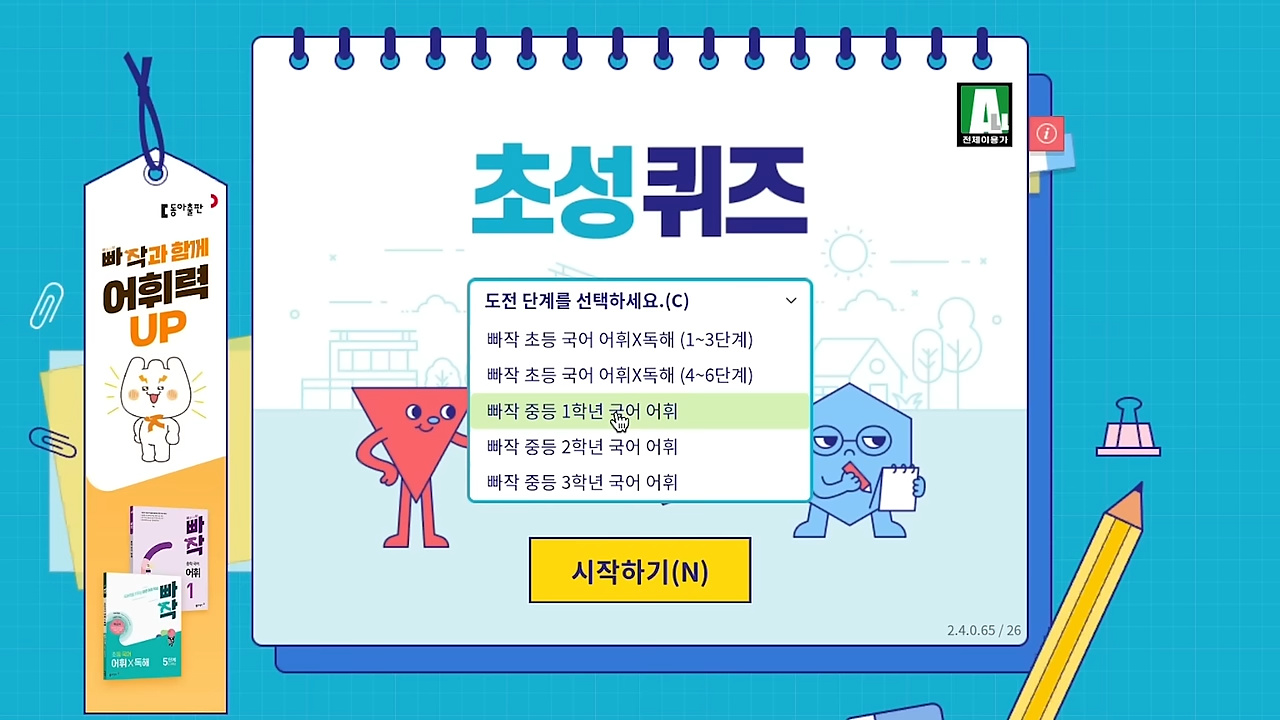 동아출판
빠작과 함께
어휘력
UP
빠작
어휘
1
빠작
초등 국어
어휘X독해
5단계
초성퀴즈
전체이용가
도전 단계를 선택하세요.(C)
빠작 초등 국어 어휘X독해 (1~3단계)
빠작 초등 국어 어휘X독해 (4~6단계)
빠작 중등 1학년 국어 어휘
빠작 중등 2학년 국어 어휘
빠작 중등 3학년 국어 어휘
시작하기(N)
2.4.0.65 / 26